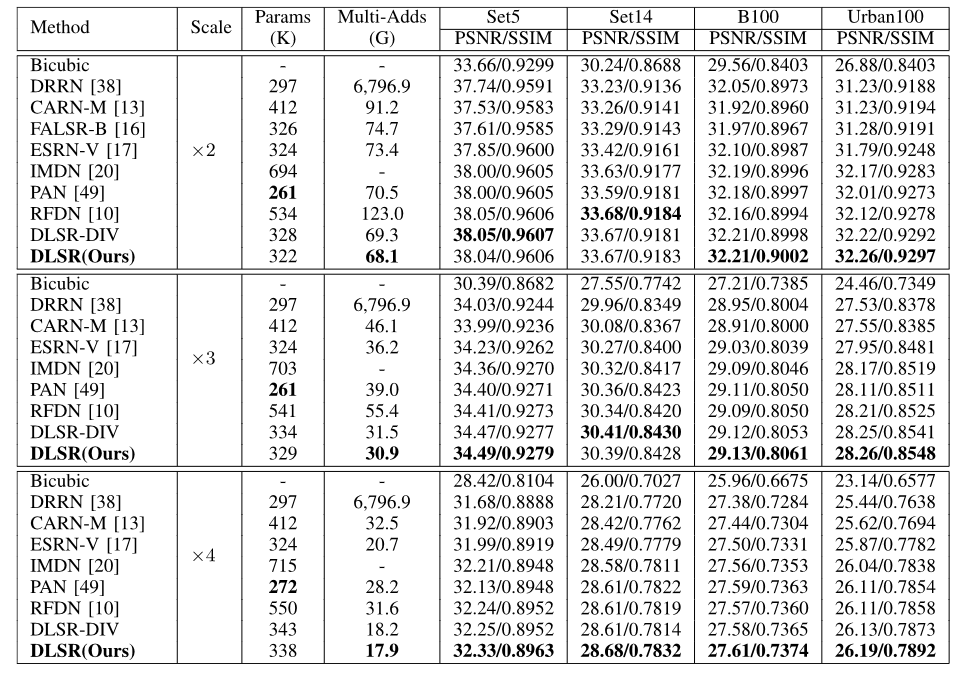 Method Scale Params (K) Multi-Adds (G) Set5 PSNR/SSIM Set14 PSNR/SSIM B100 PSNR/SSIM Urban100 PSNR/SSIM
Bicubic - - 33.66/0.9299 30.24/0.8688 29.56/0.8403 26.88/0.8403
DRRN [38] 297 6,796.9 37.74/0.9591 33.23/0.9136 32.05/0.8973 31.23/0.9188
CARN-M [13] 412 91.2 37.53/0.9583 33.26/0.9141 31.92/0.8960 31.23/0.9194
FALSR-B [16] 326 74.7 37.61/0.9585 33.29/0.9143 31.97/0.8967 31.28/0.9191
ESRN-V [17] ×2 324 73.4 37.85/0.9600 33.42/0.9161 32.10/0.8987 31.79/0.9248
IMDN [20] 694 - 38.00/0.9605 33.63/0.9177 32.19/0.8996 32.17/0.9283
PAN [49] 261 70.5 38.00/0.9605 33.59/0.9181 32.18/0.8997 32.01/0.9273
RFDN [10] 534 123.0 38.05/0.9606 33.68/0.9184 32.16/0.8994 32.12/0.9278
DLSR-DIV 328 69.3 38.05/0.9607 33.67/0.9181 32.21/0.8998 32.22/0.9292
DLSR(Ours) 322 68.1 38.04/0.9606 33.67/0.9183 32.21/0.9002 32.26/0.9297
Bicubic - - 30.39/0.8682 27.55/0.7742 27.21/0.7385 24.46/0.7349
DRRN [38] 297 6,796.9 34.03/0.9244 29.96/0.8349 28.95/0.8004 27.53/0.8378
CARN-M [13] 412 46.1 33.99/0.9236 30.08/0.8367 28.91/0.8000 27.55/0.8385
ESRN-V [17] ×3 324 36.2 34.23/0.9262 30.27/0.8400 29.03/0.8039 27.95/0.8481
IMDN [20] 703 - 34.36/0.9270 30.32/0.8417 29.09/0.8046 28.17/0.8519
PAN [49] 261 39.0 34.40/0.9271 30.36/0.8423 29.11/0.8050 28.11/0.8511
RFDN [10] 541 55.4 34.41/0.9273 30.34/0.8420 29.09/0.8050 28.21/0.8525
DLSR-DIV 334 31.5 34.47/0.9277 30.41/0.8430 29.12/0.8053 28.25/0.8541
DLSR(Ours) 329 30.9 34.49/0.9279 30.39/0.8428 29.13/0.8061 28.26/0.8548
Bicubic - - 28.42/0.8104 26.00/0.7027 25.96/0.6675 23.14/0.6577
DRRN [38] 297 6,796.9 31.68/0.8888 28.21/0.7720 27.38/0.7284 25.44/0.7638
CARN-M [13] 412 32.5 31.92/0.8903 28.42/0.7762 27.44/0.7304 25.62/0.7694
ESRN-V [17] ×4 324 20.7 31.99/0.8919 28.49/0.7779 27.50/0.7331 25.87/0.7782
IMDN [20] 715 - 32.21/0.8948 28.58/0.7811 27.56/0.7353 26.04/0.7838
PAN [49] 272 28.2 32.13/0.8948 28.61/0.7822 27.59/0.7363 26.11/0.7854
RFDN [10] 550 31.6 32.24/0.8952 28.61/0.7819 27.57/0.7360 26.11/0.7858
DLSR-DIV 343 18.2 32.25/0.8952 28.61/0.7814 27.58/0.7365 26.13/0.7873
DLSR(Ours) 338 17.9 32.33/0.8963 28.68/0.7832 27.61/0.7374 26.19/0.7892